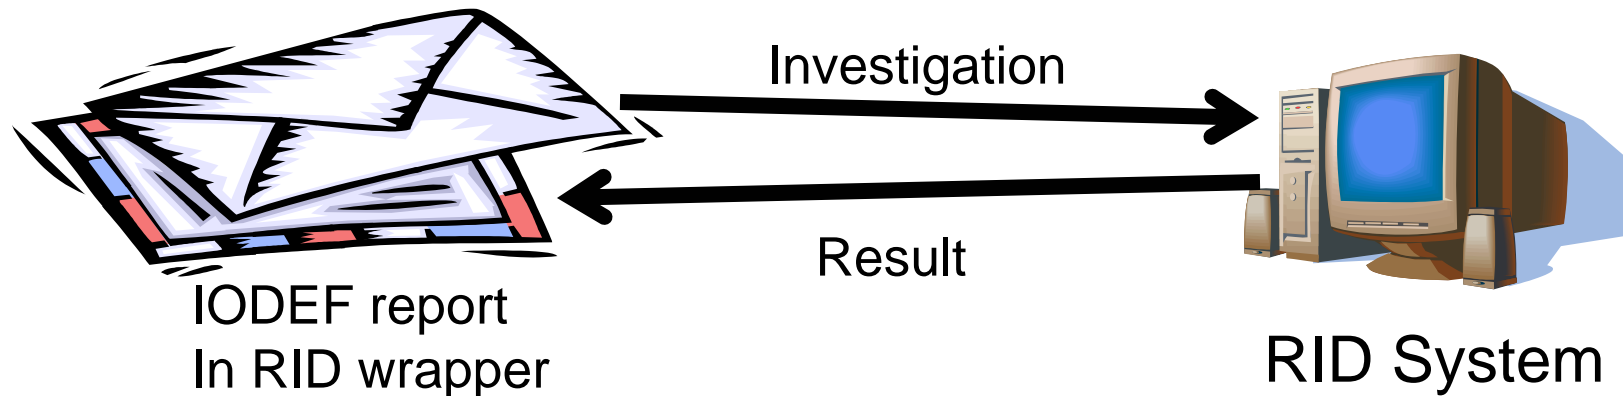 Investigation
Result
IODEF report
In RID wrapper
RID System